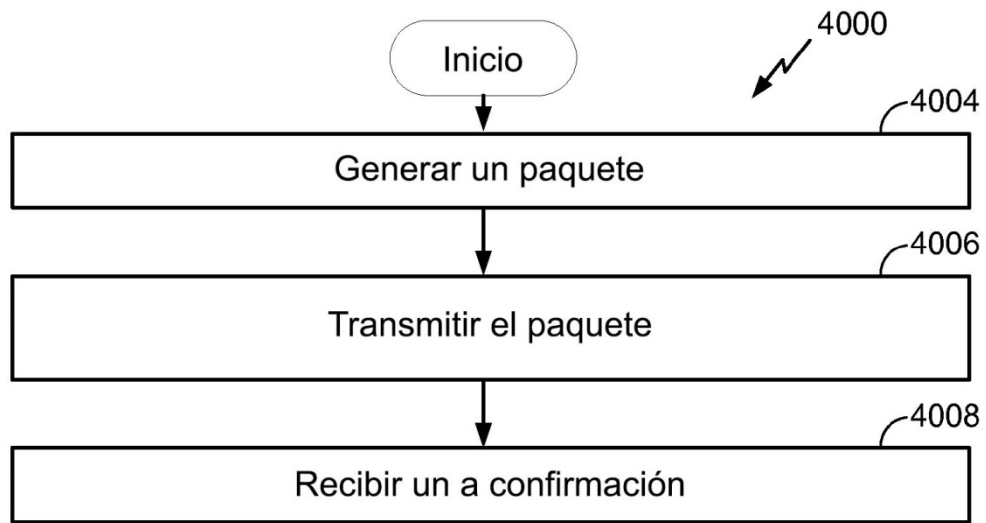 Inicio
4000
4004
Generar un paquete
4006
Transmitir el paquete
4008
Recibir un a confirmación